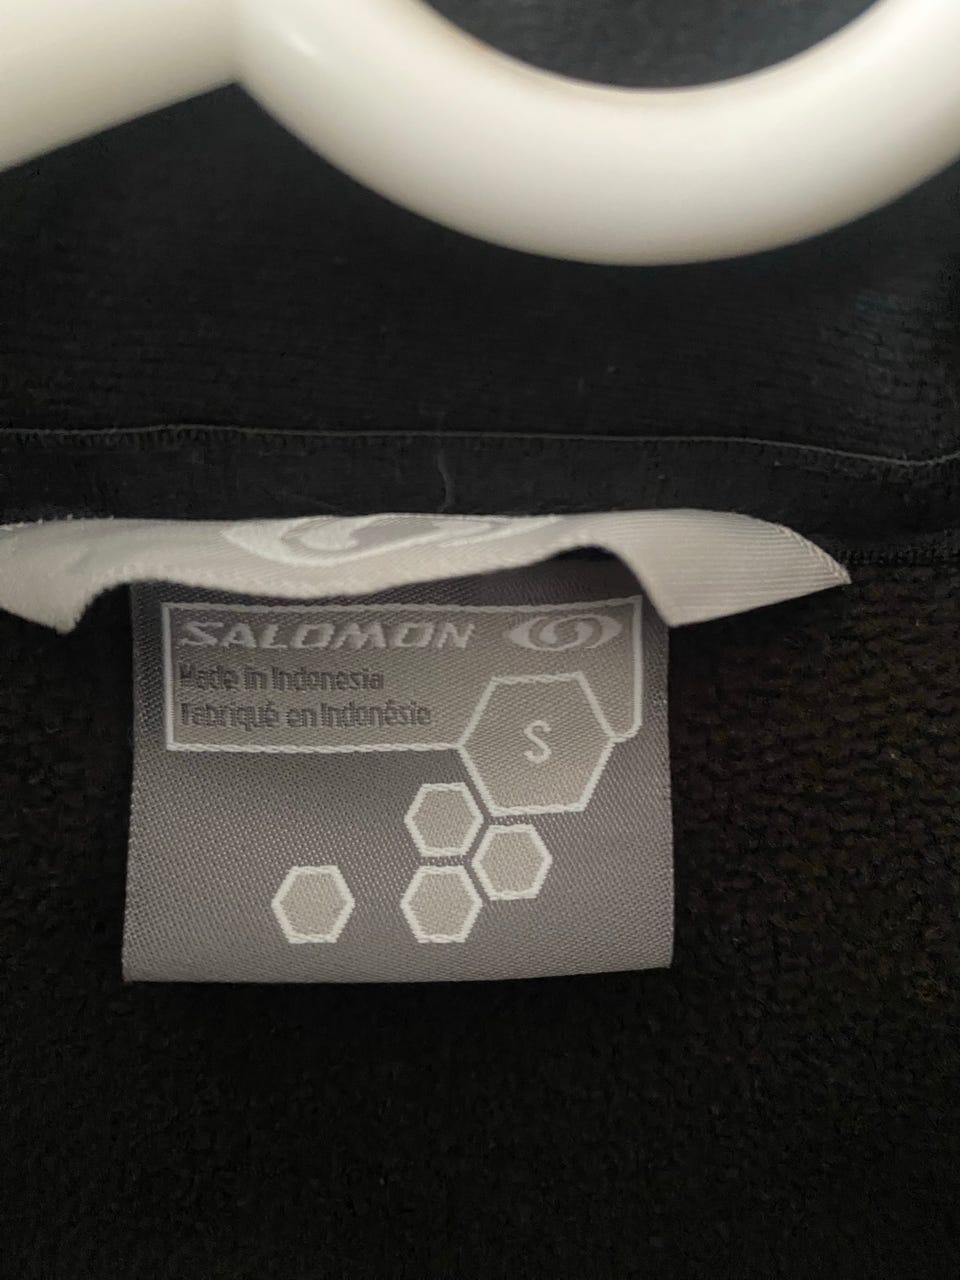 SALOMON
Made in Indonesia
Fabriqué en Indonésie
S